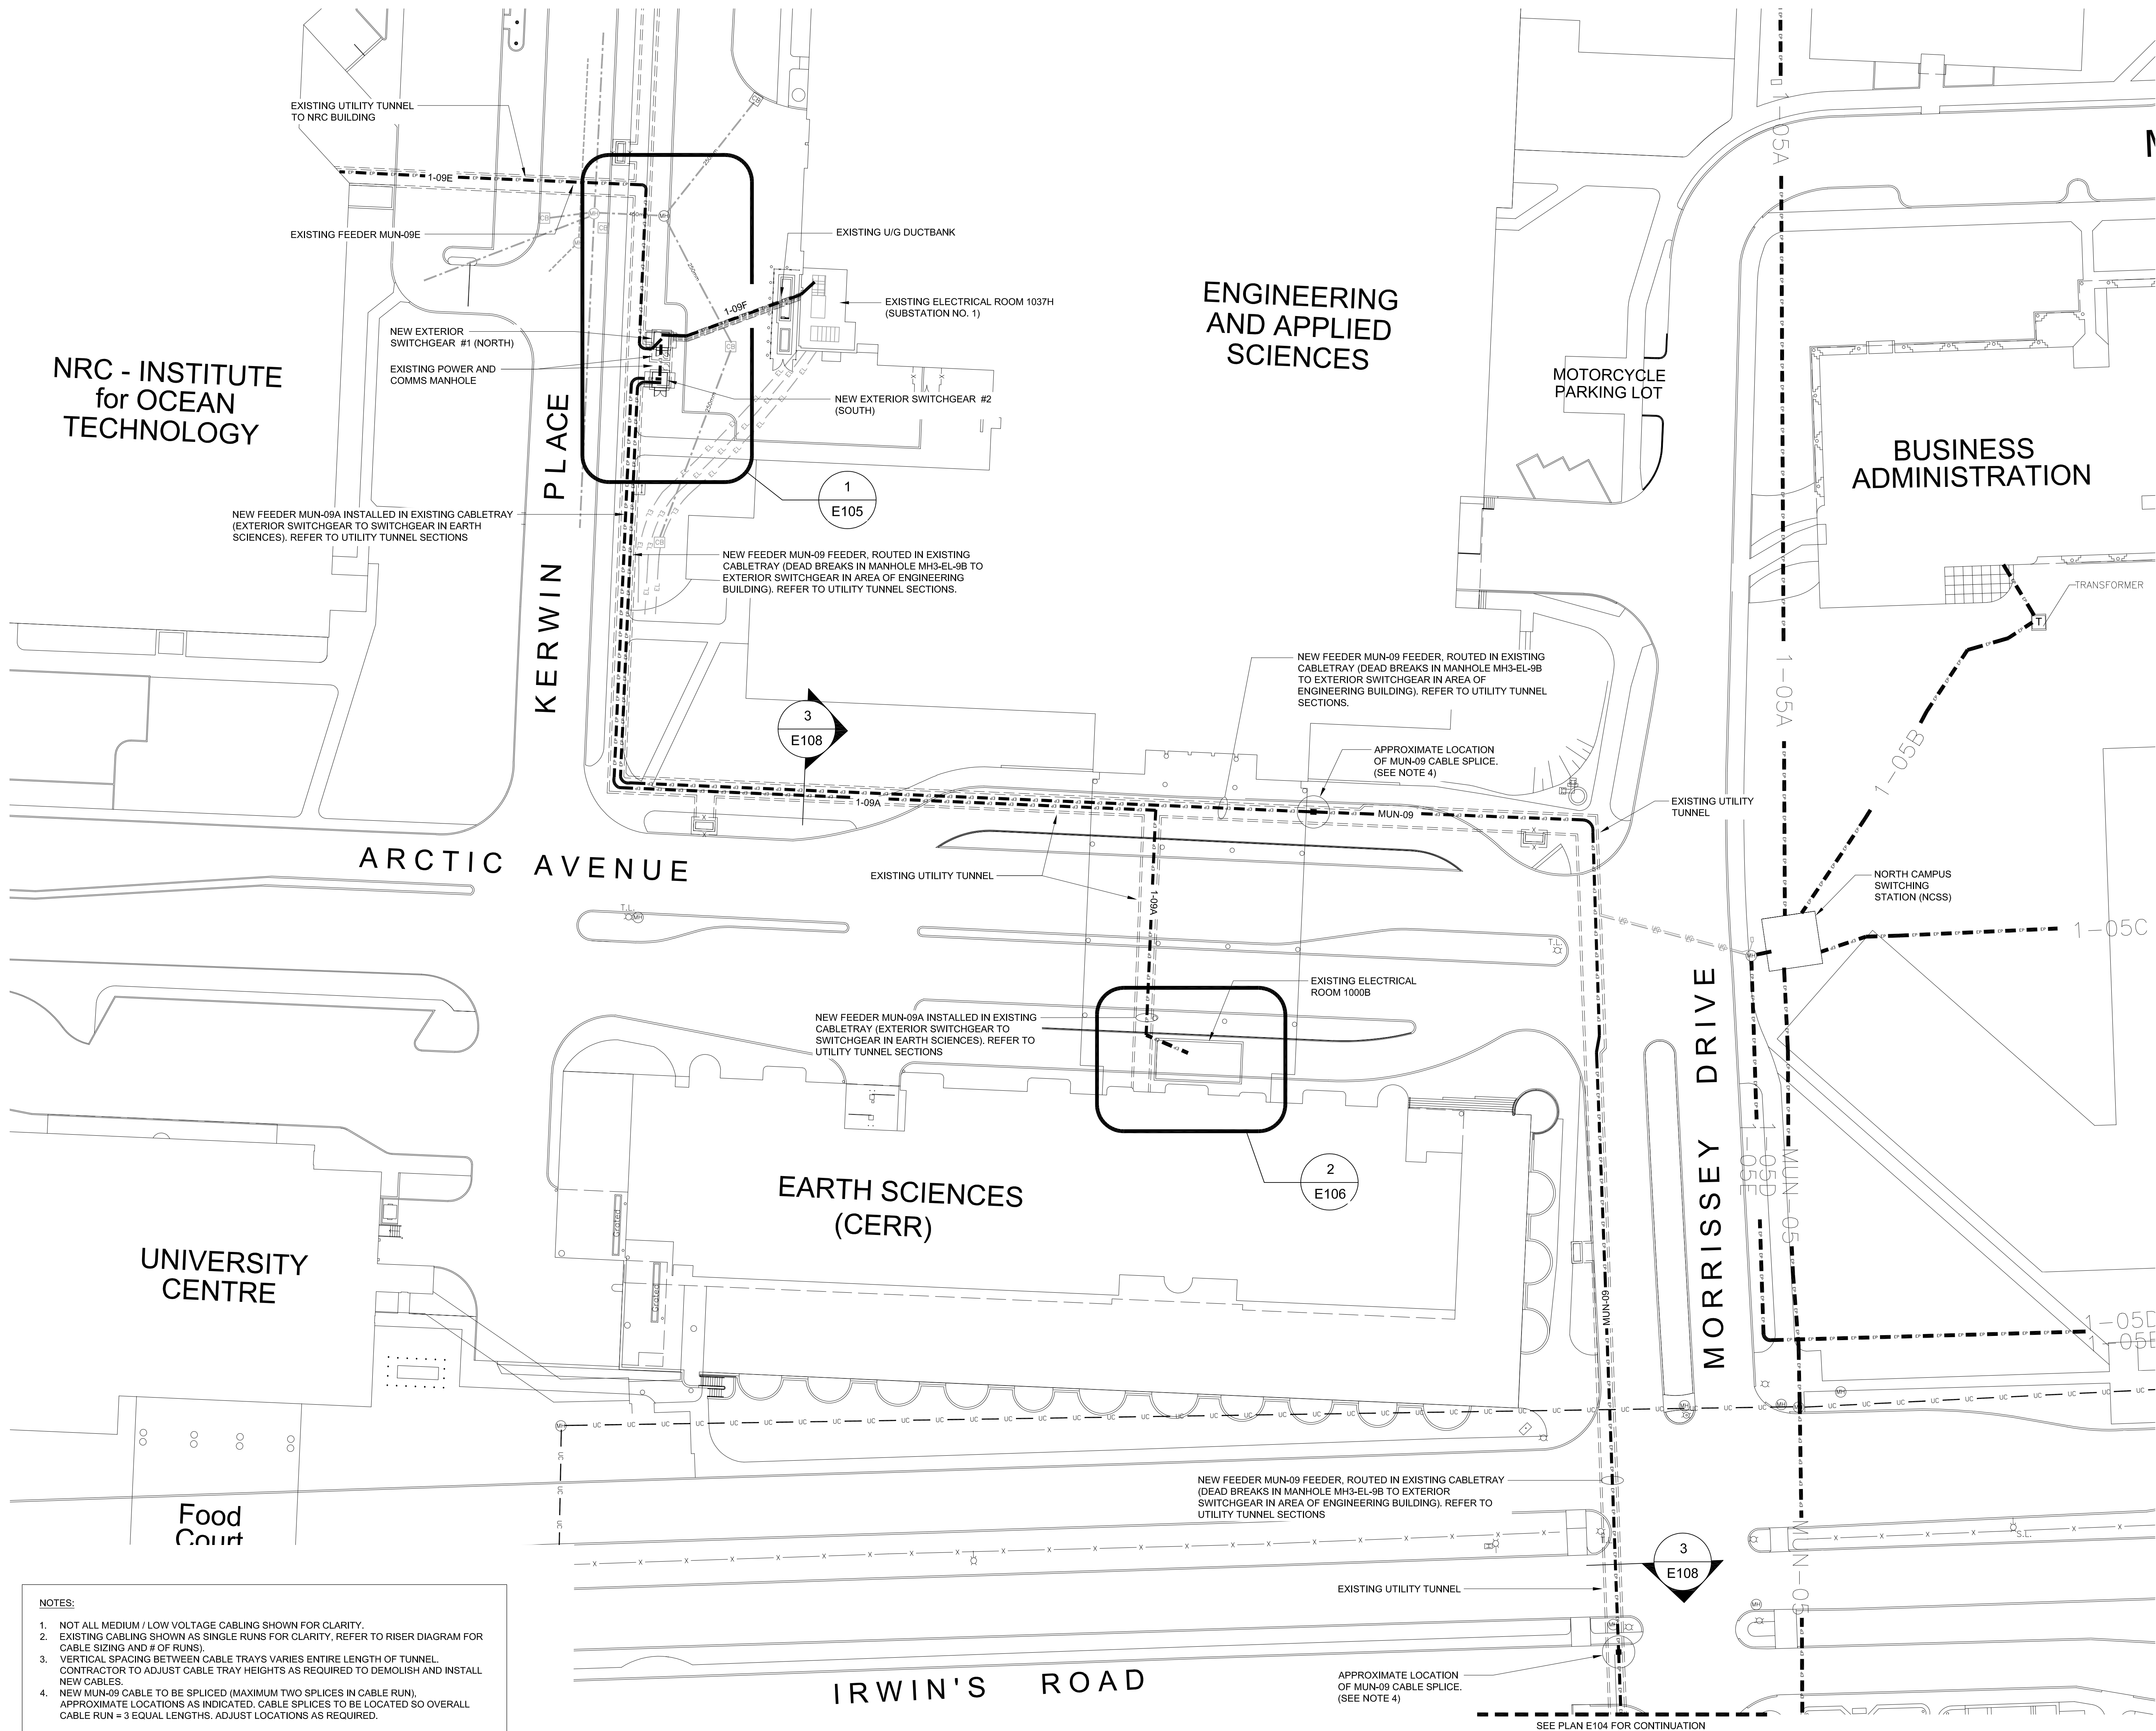 EXISTING UTILITY TUNNEL
TO NRC BUILDING
1-09E
EXISTING FEEDER MUN-09E
EXISTING U/G DUCTBANK
1-09F
EXISTING ELECTRICAL ROOM 1037H
(SUBSTATION NO. 1)
NEW EXTERIOR
SWITCHGEAR #1 (NORTH)
EXISTING POWER AND
COMMS MANHOLE
NEW EXTERIOR SWITCHGEAR #2
(SOUTH)
NRC - INSTITUTE
for OCEAN
TECHNOLOGY
KERWIN PLACE
ENGINEERING
AND APPLIED
SCIENCES
MOTORCYCLE
PARKING LOT
BUSINESS
ADMINISTRATION
1-05A
1
E105
NEW FEEDER MUN-09A INSTALLED IN EXISTING CABLETRAY
(EXTERIOR SWITCHGEAR TO SWITCHGEAR IN EARTH
SCIENCES). REFER TO UTILITY TUNNEL SECTIONS
NEW FEEDER MUN-09 FEEDER, ROUTED IN EXISTING
CABLETRAY (DEAD BREAKS IN MANHOLE MH3-EL-9B TO
EXTERIOR SWITCHGEAR IN AREA OF ENGINEERING
BUILDING). REFER TO UTILITY TUNNEL SECTIONS.
TRANSFORMER
T
NEW FEEDER MUN-09 FEEDER, ROUTED IN EXISTING
CABLETRAY (DEAD BREAKS IN MANHOLE MH3-EL-9B
TO EXTERIOR SWITCHGEAR IN AREA OF
ENGINEERING BUILDING). REFER TO UTILITY TUNNEL
SECTIONS.
1-05A
1-05B
3
E108
APPROXIMATE LOCATION
OF MUN-09 CABLE SPLICE.
(SEE NOTE 4)
1-09A
MUN-09
EXISTING UTILITY
TUNNEL
ARCTIC AVENUE
EXISTING UTILITY TUNNEL
1-09A
NORTH CAMPUS
SWITCHING
STATION (NCSS)
1-05C
T.L.
T.L.
EXISTING ELECTRICAL
ROOM 1000B
NEW FEEDER MUN-09A INSTALLED IN EXISTING
CABLETRAY (EXTERIOR SWITCHGEAR TO
SWITCHGEAR IN EARTH SCIENCES). REFER TO
UTILITY TUNNEL SECTIONS
MORRISSEY DRIVE
1-05E
1-05D
MUN-05
2
E106
EARTH SCIENCES
(CERR)
Grated
Grated
UNIVERSITY
CENTRE
MUN-09
1-05D
1-05E
Food
Court
NEW FEEDER MUN-09 FEEDER, ROUTED IN EXISTING CABLETRAY
(DEAD BREAKS IN MANHOLE MH3-EL-9B TO EXTERIOR
SWITCHGEAR IN AREA OF ENGINEERING BUILDING). REFER TO
UTILITY TUNNEL SECTIONS
S.L.
3
E108
MUN-05
EXISTING UTILITY TUNNEL
IRWIN'S ROAD
APPROXIMATE LOCATION
OF MUN-09 CABLE SPLICE.
(SEE NOTE 4)
SEE PLAN E104 FOR CONTINUATION
NOTES:
1. NOT ALL MEDIUM / LOW VOLTAGE CABLING SHOWN FOR CLARITY.
2. EXISTING CABLING SHOWN AS SINGLE RUNS FOR CLARITY, REFER TO RISER DIAGRAM FOR
CABLE SIZING AND # OF RUNS).
3. VERTICAL SPACING BETWEEN CABLE TRAYS VARIES ENTIRE LENGTH OF TUNNEL.
CONTRACTOR TO ADJUST CABLE TRAY HEIGHTS AS REQUIRED TO DEMOLISH AND INSTALL
NEW CABLES.
4. NEW MUN-09 CABLE TO BE SPLICED (MAXIMUM TWO SPLICES IN CABLE RUN),
APPROXIMATE LOCATIONS AS INDICATED. CABLE SPLICES TO BE LOCATED SO OVERALL
CABLE RUN = 3 EQUAL LENGTHS. ADJUST LOCATIONS AS REQUIRED.